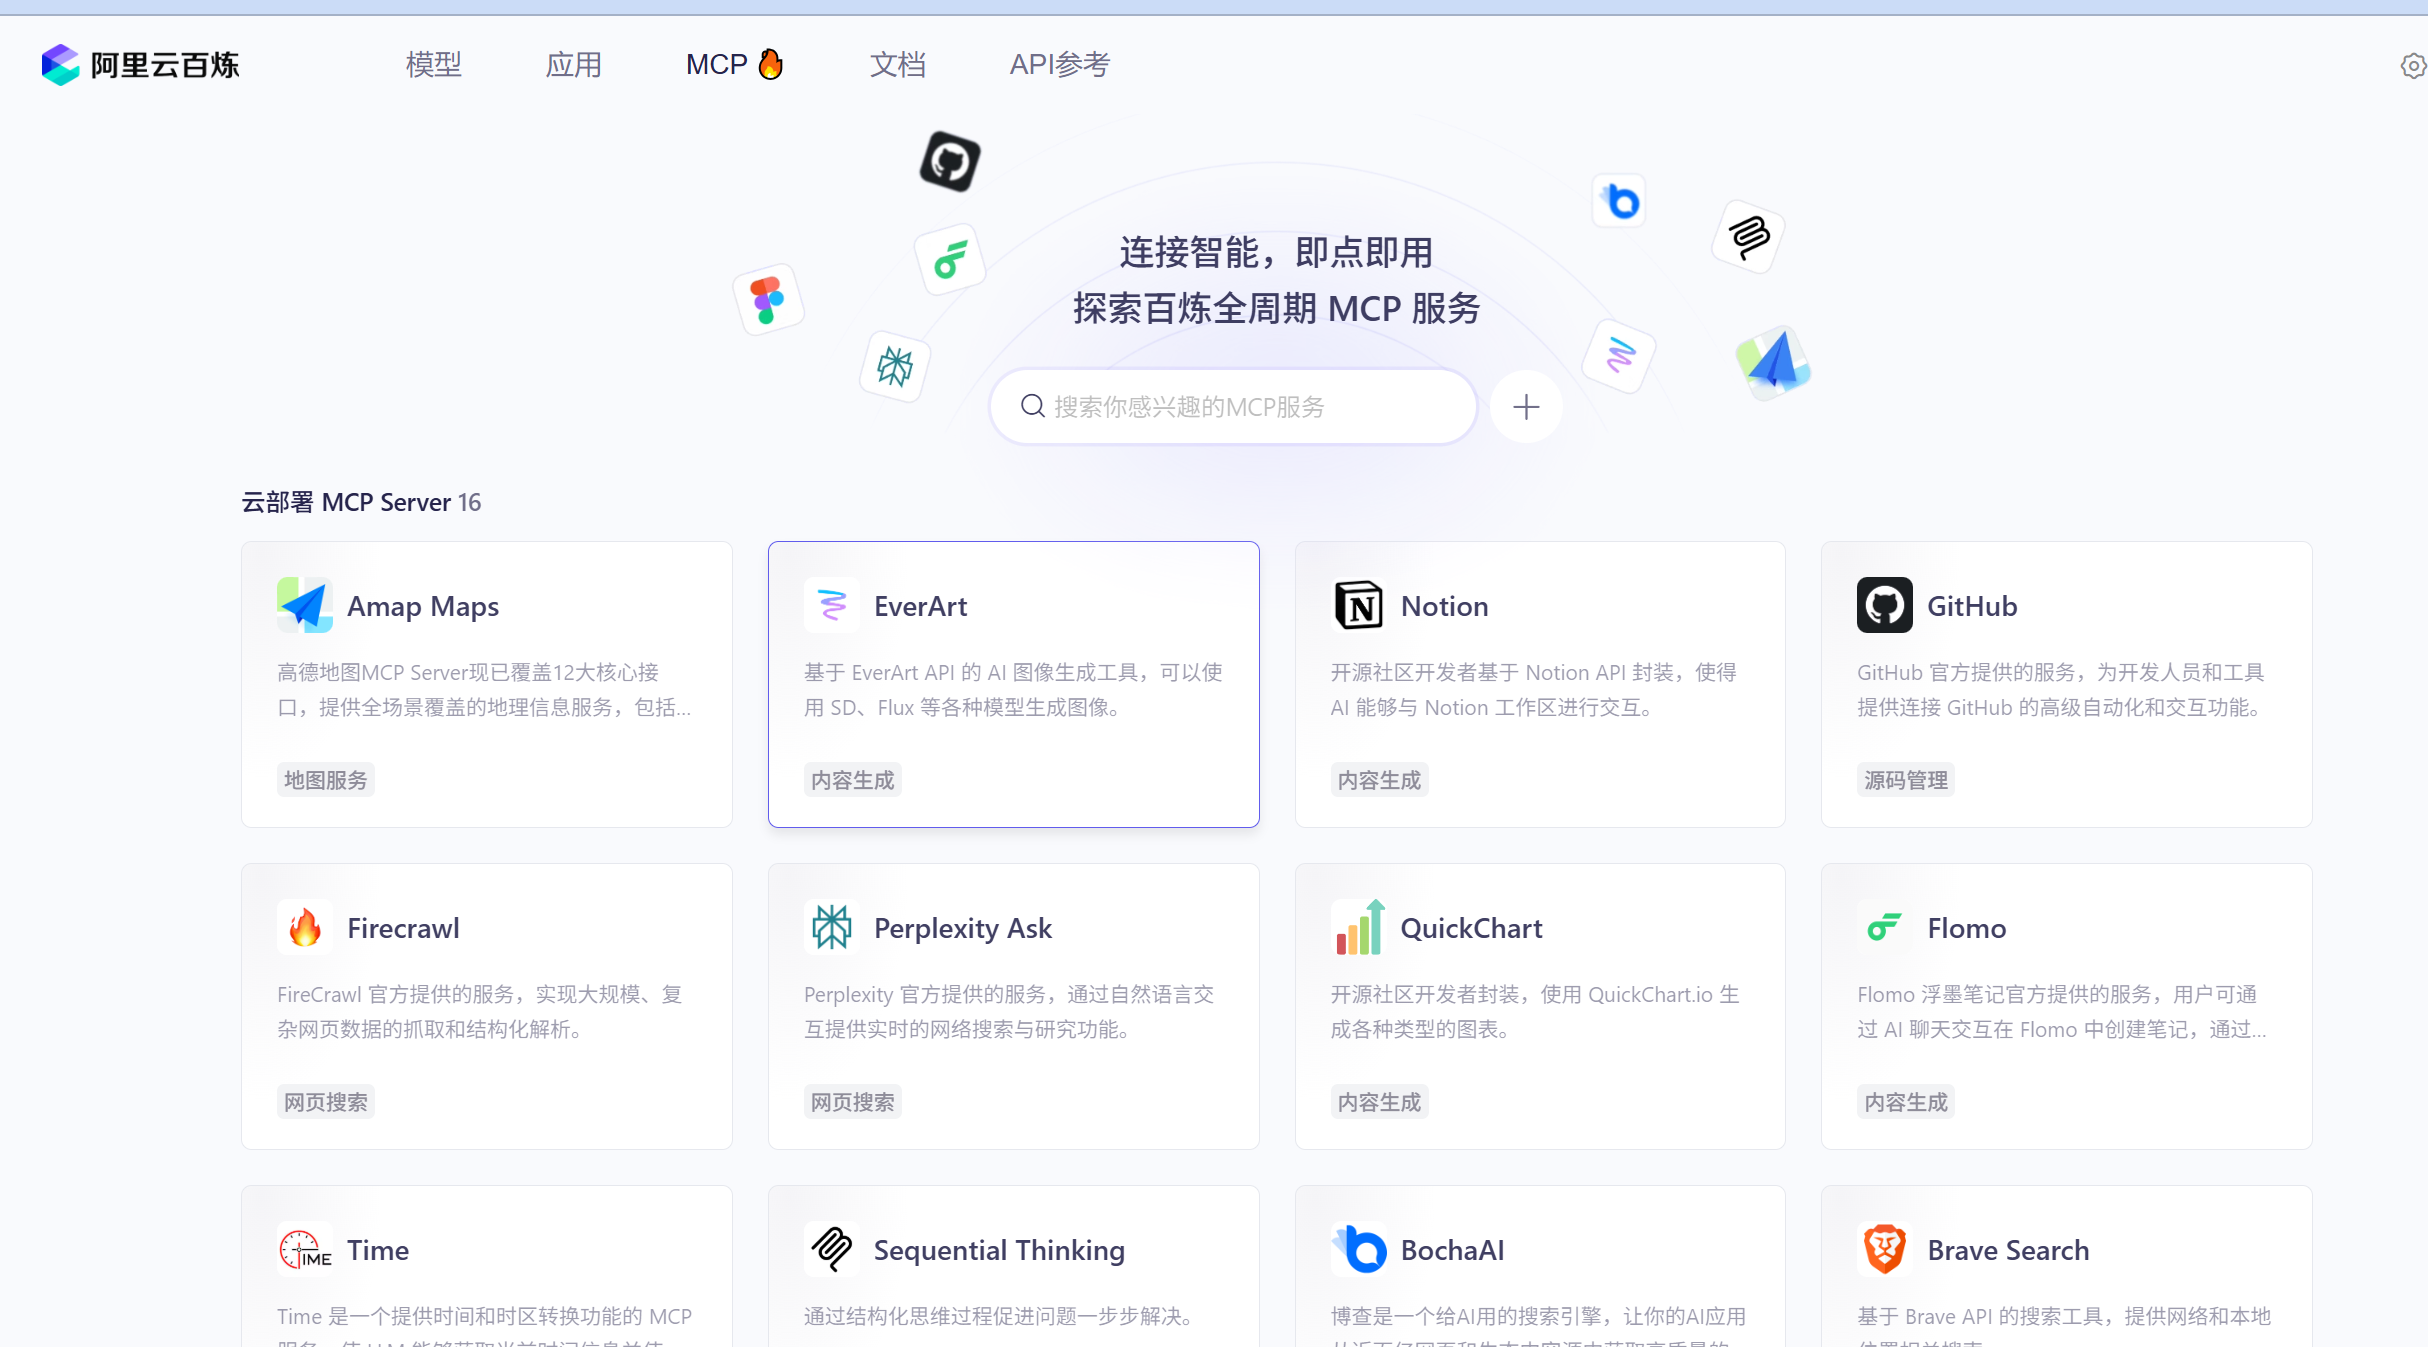 阿里云百炼
模型
应用
MCP
文档
API参考
连接智能，即点即用
探索百炼全周期 MCP 服务
搜索你感兴趣的MCP服务
云部署 MCP Server 16
Amap Maps
高德地图MCP Server现已覆盖12大核心接
口，提供全场景覆盖的地理信息服务，包括...
地图服务
EverArt
基于 EverArt API 的 AI 图像生成工具，可以使
用 SD、Flux 等各种模型生成图像。
内容生成
Notion
开源社区开发者基于 Notion API 封装，使得
AI 能够与 Notion 工作区进行交互。
内容生成
GitHub
GitHub 官方提供的服务，为开发人员和工具
提供连接 GitHub 的高级自动化和交互功能。
源码管理
Firecrawl
FireCrawl 官方提供的服务，实现大规模、复
杂网页数据的抓取和结构化解析。
网页搜索
Perplexity Ask
Perplexity 官方提供的服务，通过自然语言交
互提供实时的网络搜索与研究功能。
网页搜索
QuickChart
开源社区开发者封装，使用 QuickChart.io 生
成各种类型的图表。
内容生成
Flomo
Flomo 浮墨笔记官方提供的服务，用户可通
过 AI 聊天交互在 Flomo 中创建笔记，通过...
内容生成
TIME
Time
Time 是一个提供时间和时区转换功能的 MCP
Sequential Thinking
通过结构化思维过程促进问题一步步解决。
BochaAI
博查是一个给AI用的搜索引擎，让你的AI应用
Brave Search
基于 Brave API 的搜索工具，提供网络和本地